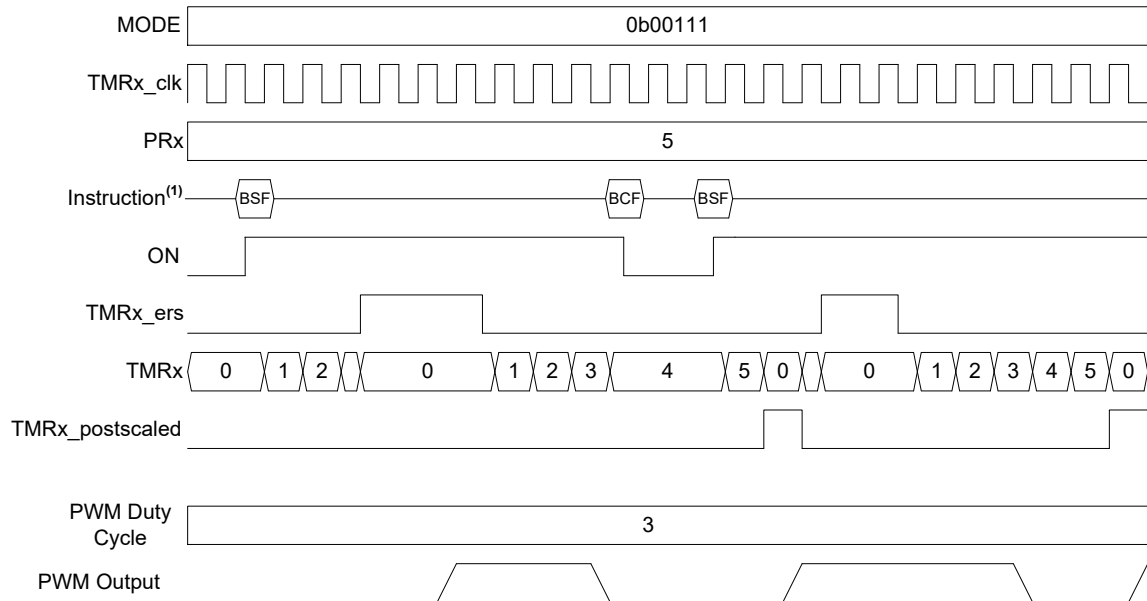 MODE 0b00111
TMRx_clk
PRx 5
Instruction(1) BSF BCF BSF
ON
TMRx_ers
TMRx 0 1 2 0 1 2 3 4 5 0 0 1 2 3 4 5 0
TMRx_postscaled
PWM Duty
Cycle 3
PWM Output